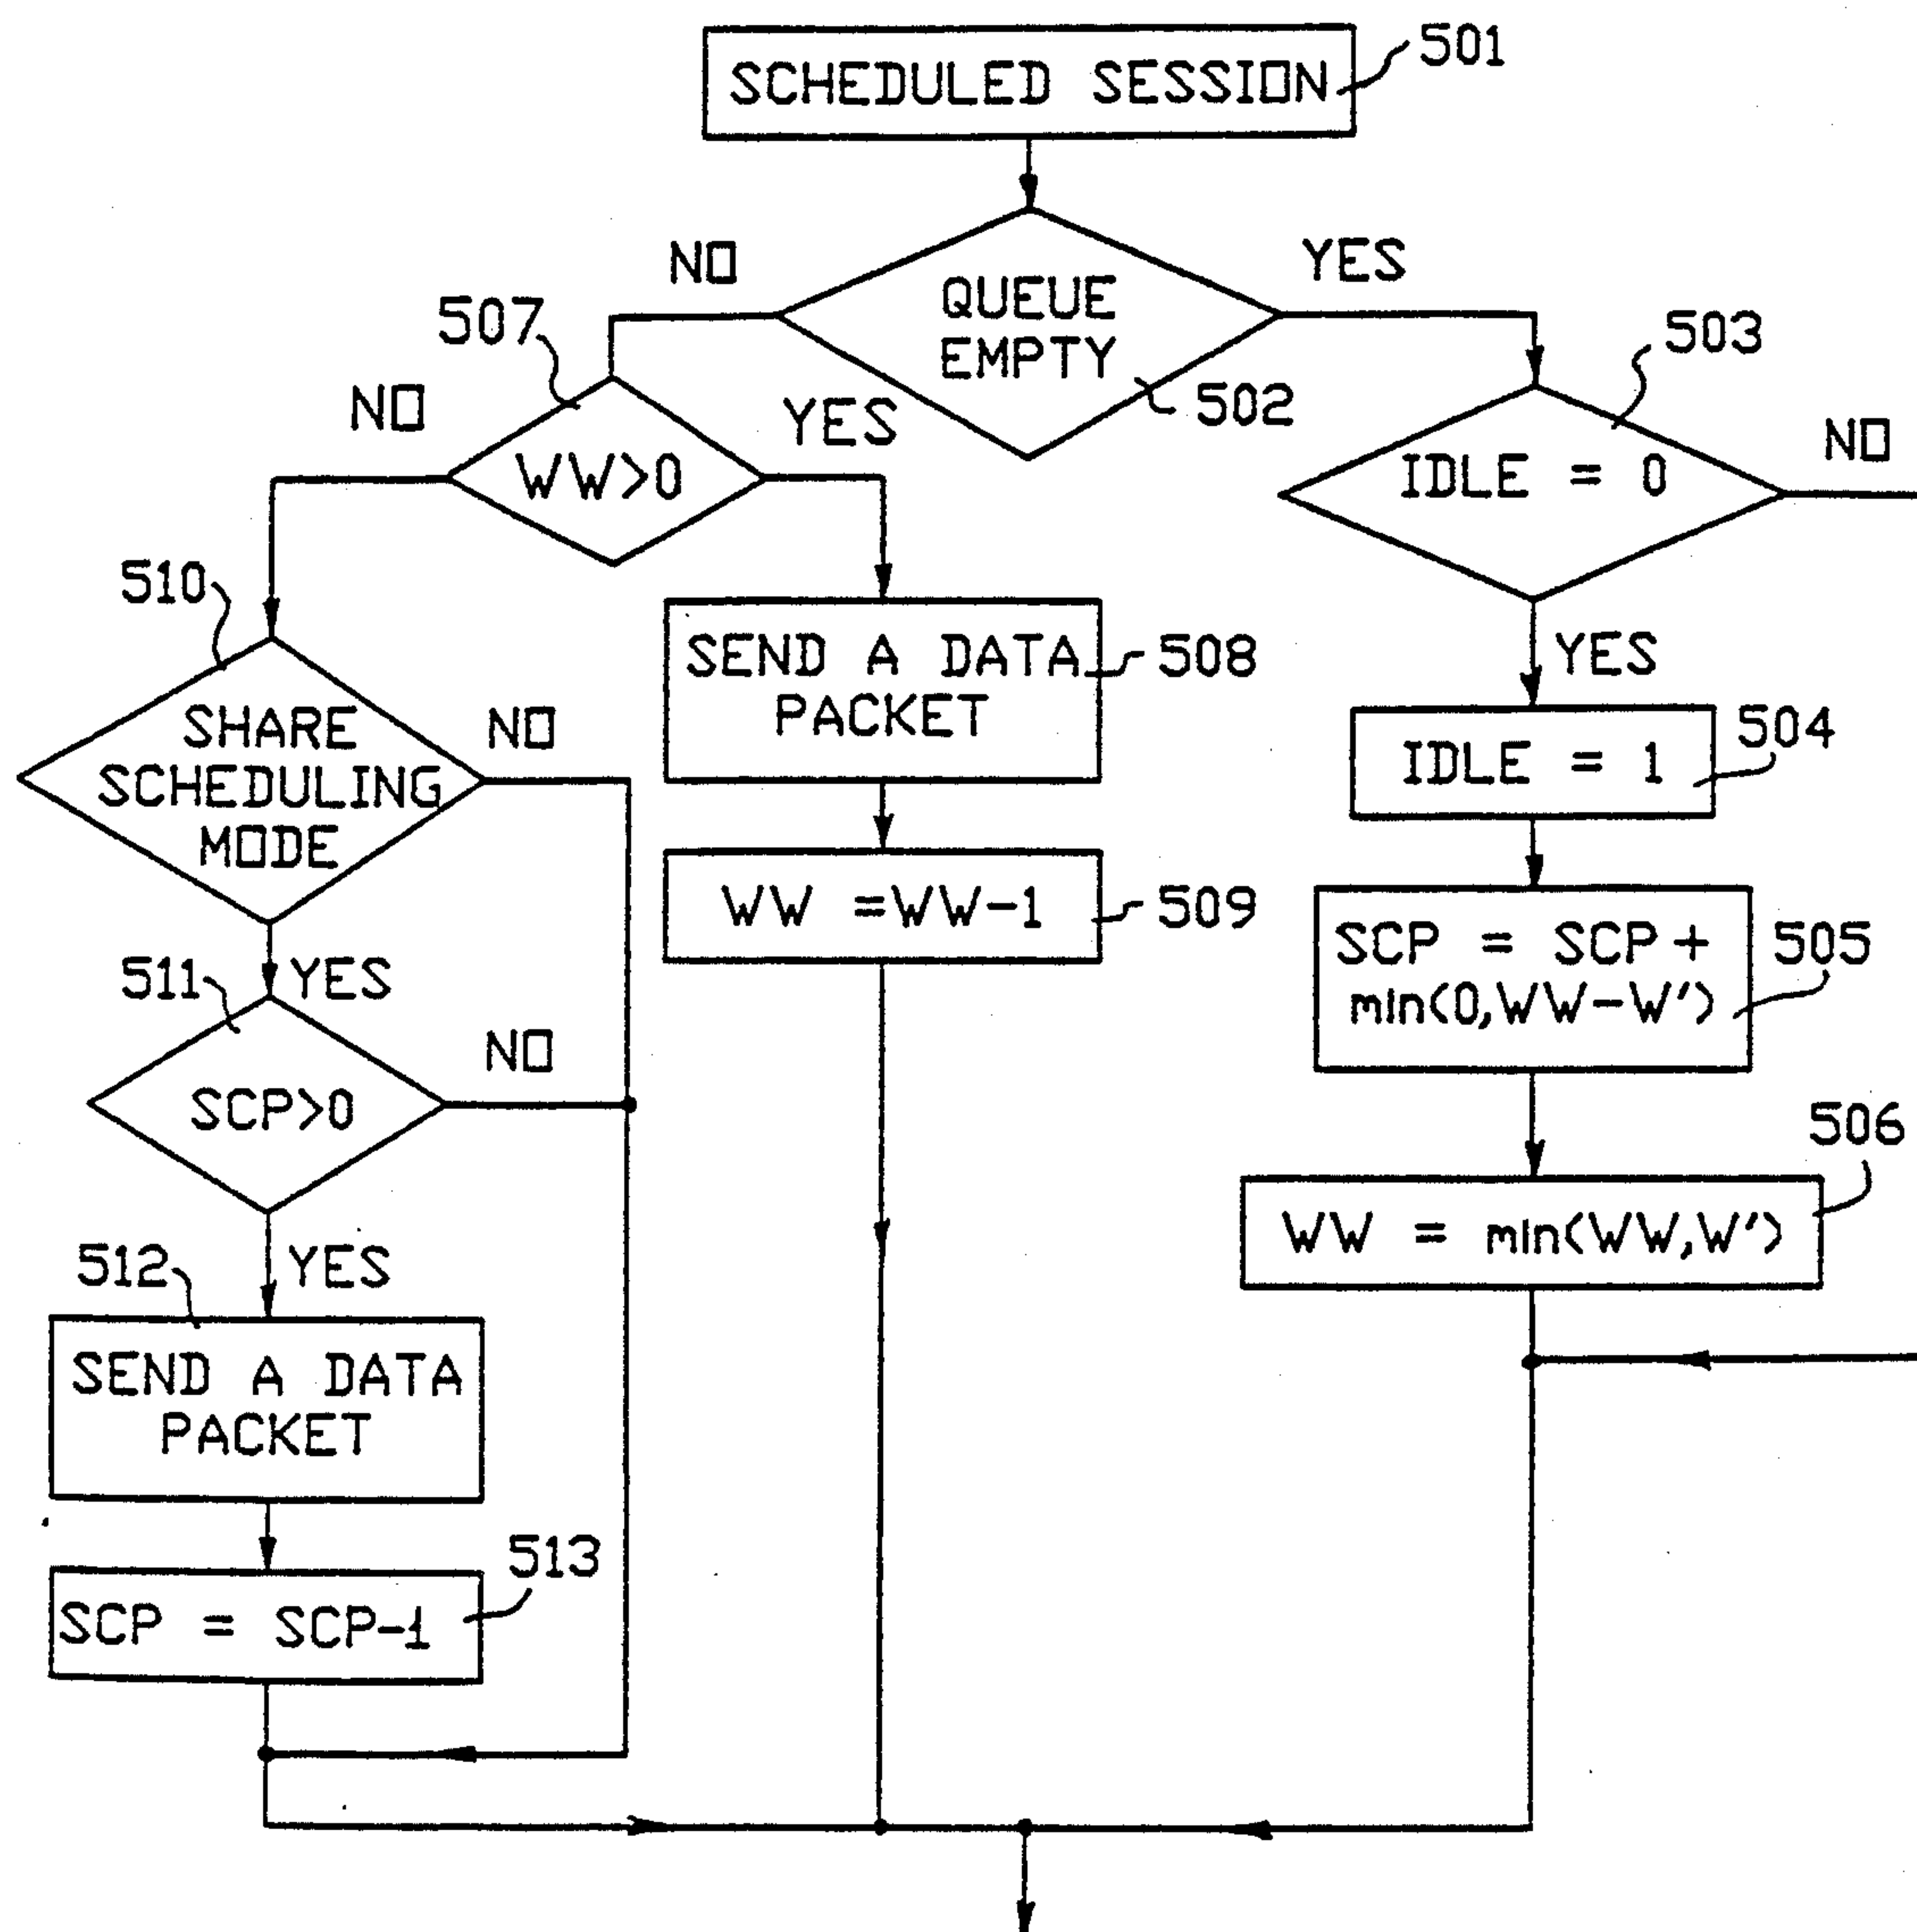 SCHEDULED SESSION
501
NO
YES
QUEUE
EMPTY
502
507
503
NO
YES
WW>0
IDLE = 0
NO
510
SEND A DATA
PACKET
508
YES
SHARE
SCHEDULING
MODE
NO
IDLE = 1
504
WW =WW-1
509
SCP = SCP+
min(0,WW-W')
505
511
YES
NO
SCP>0
506
WW = min(WW,W')
512
YES
SEND A DATA
PACKET
513
SCP = SCP-1